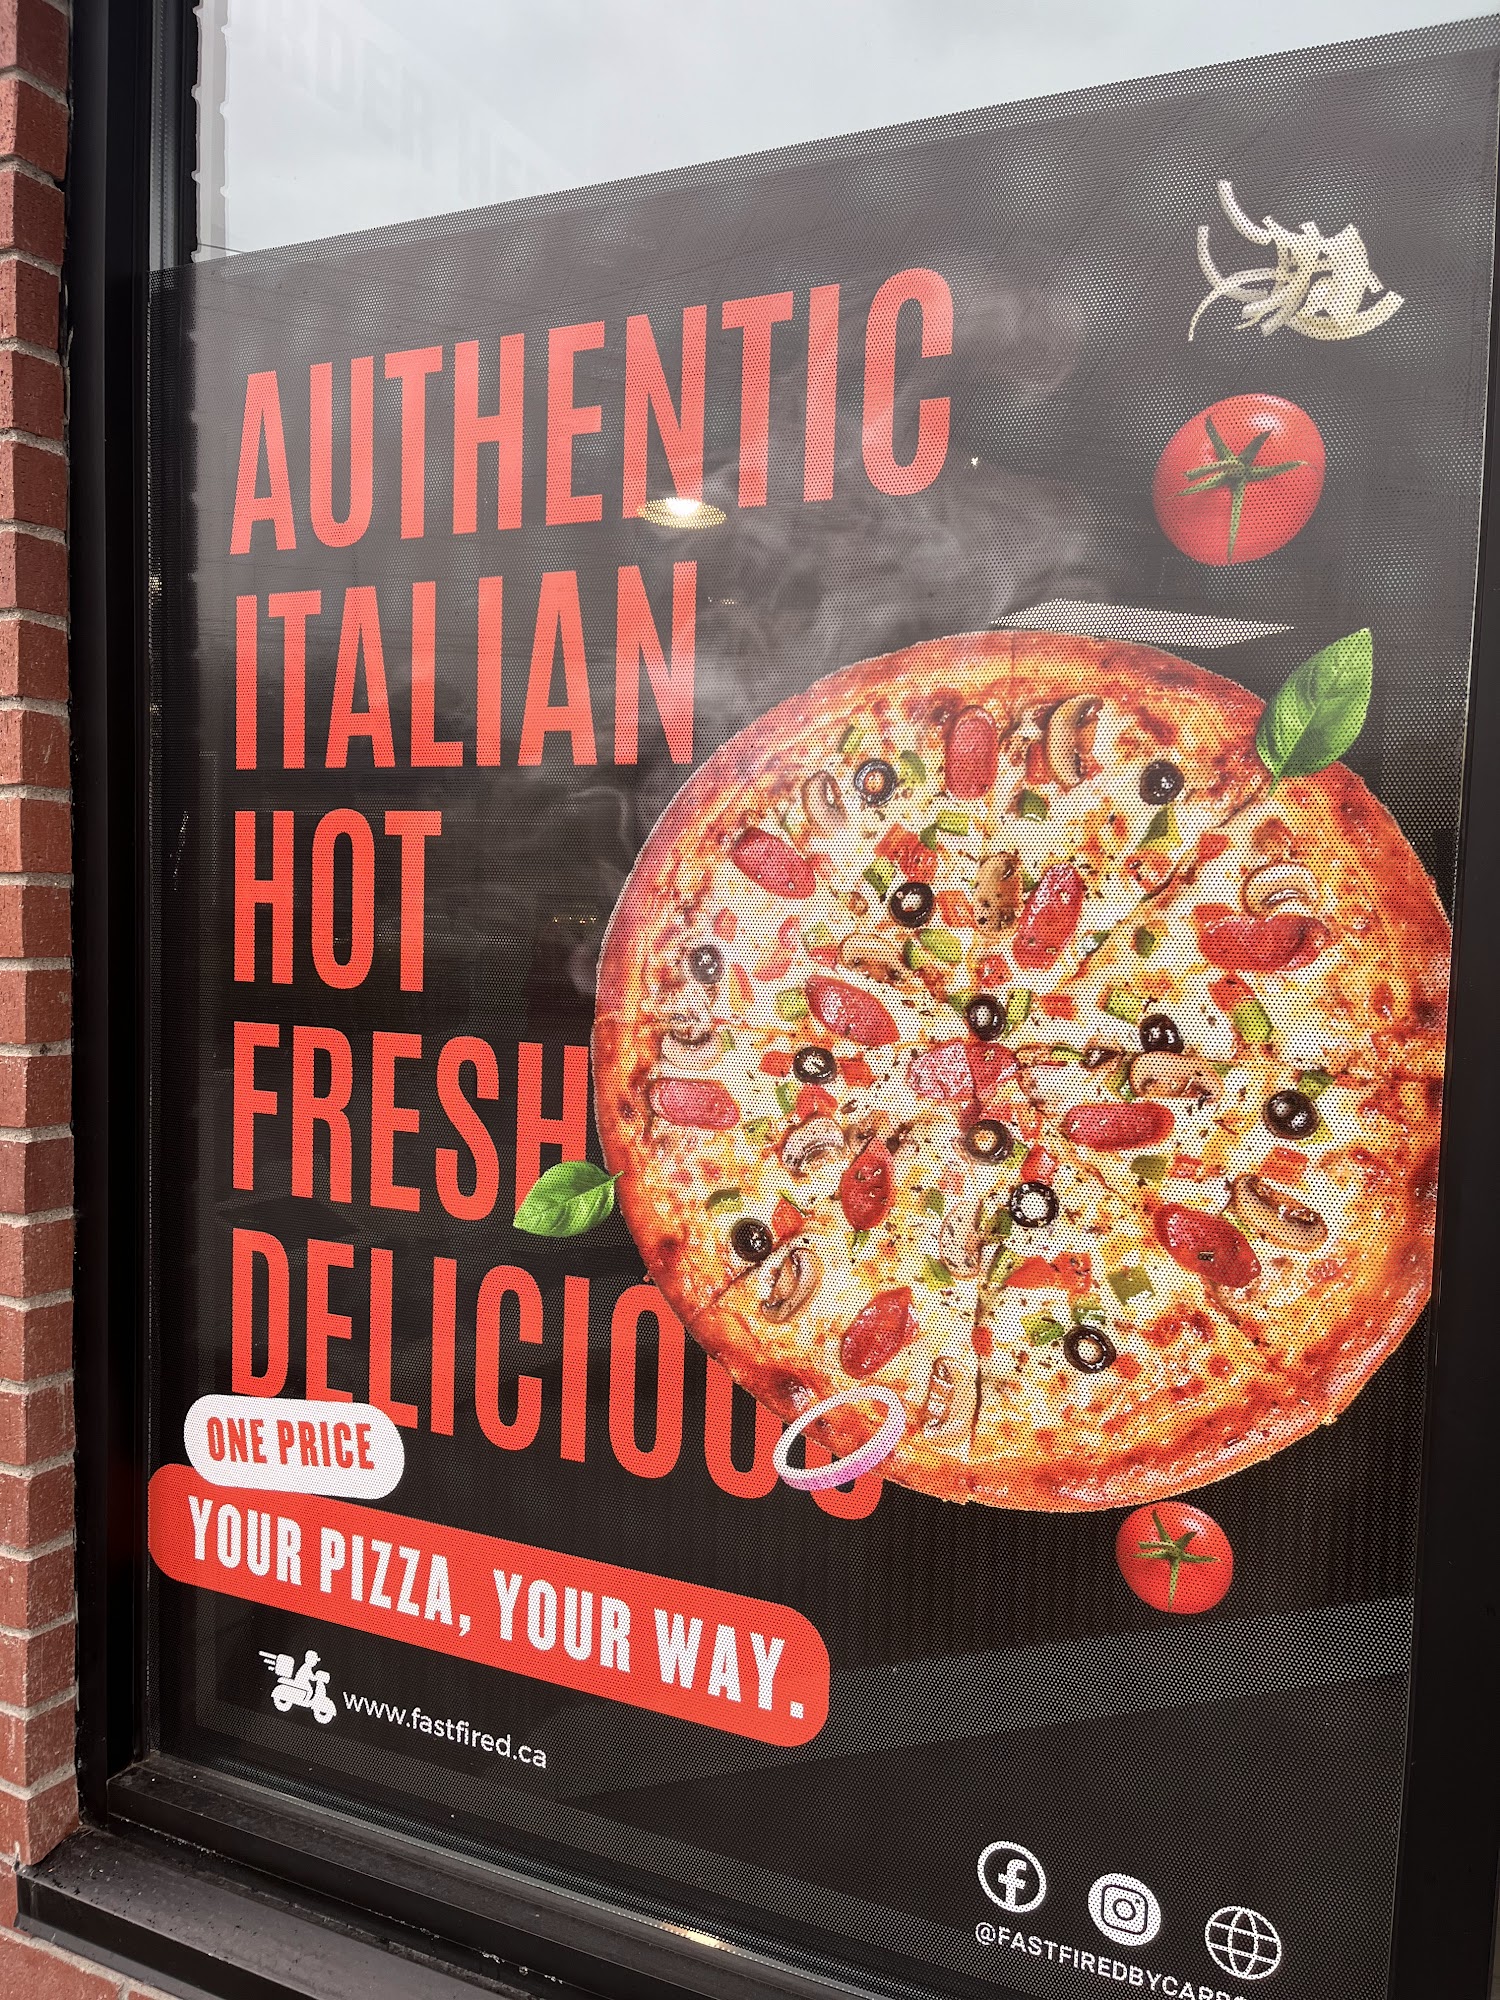 AUTHENTIC
ITALIAN
HOT
FRESH
DELICIOUS
ONE PRICE
YOUR PIZZA, YOUR WAY.
www.fastfired.ca